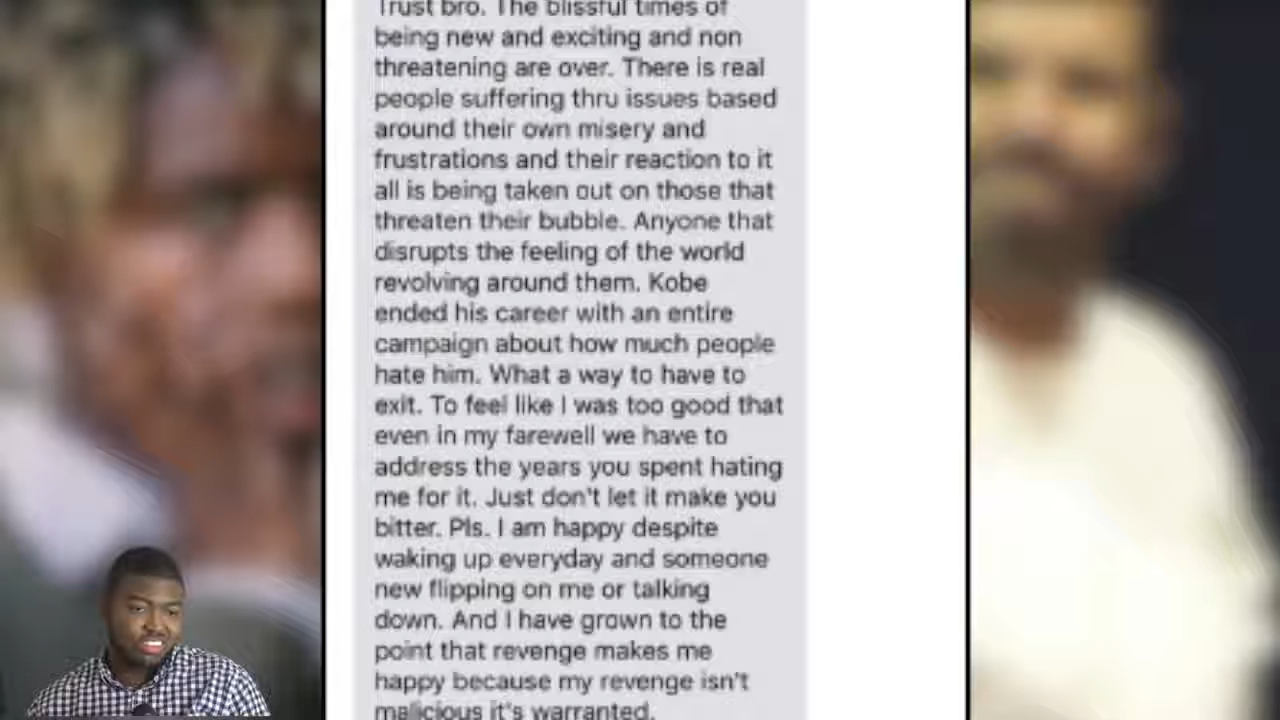 Trust bro. The blissful times of
being new and exciting and non
threatening are over. There is real
people suffering thru issues based
around their own misery and
frustrations and their reaction to it
all is being taken out on those that
threaten their bubble. Anyone that
disrupts the feeling of the world
revolving around them. Kobe
ended his career with an entire
campaign about how much people
hate him. What a way to have to
exit. To feel like I was too good that
even in my farewell we have to
address the years you spent hating
me for it. Just don't let it make you
bitter. Pls. I am happy despite
waking up everyday and someone
new flipping on me or talking
down. And I have grown to the
point that revenge makes me
happy because my revenge isn't
malicious it's warranted.